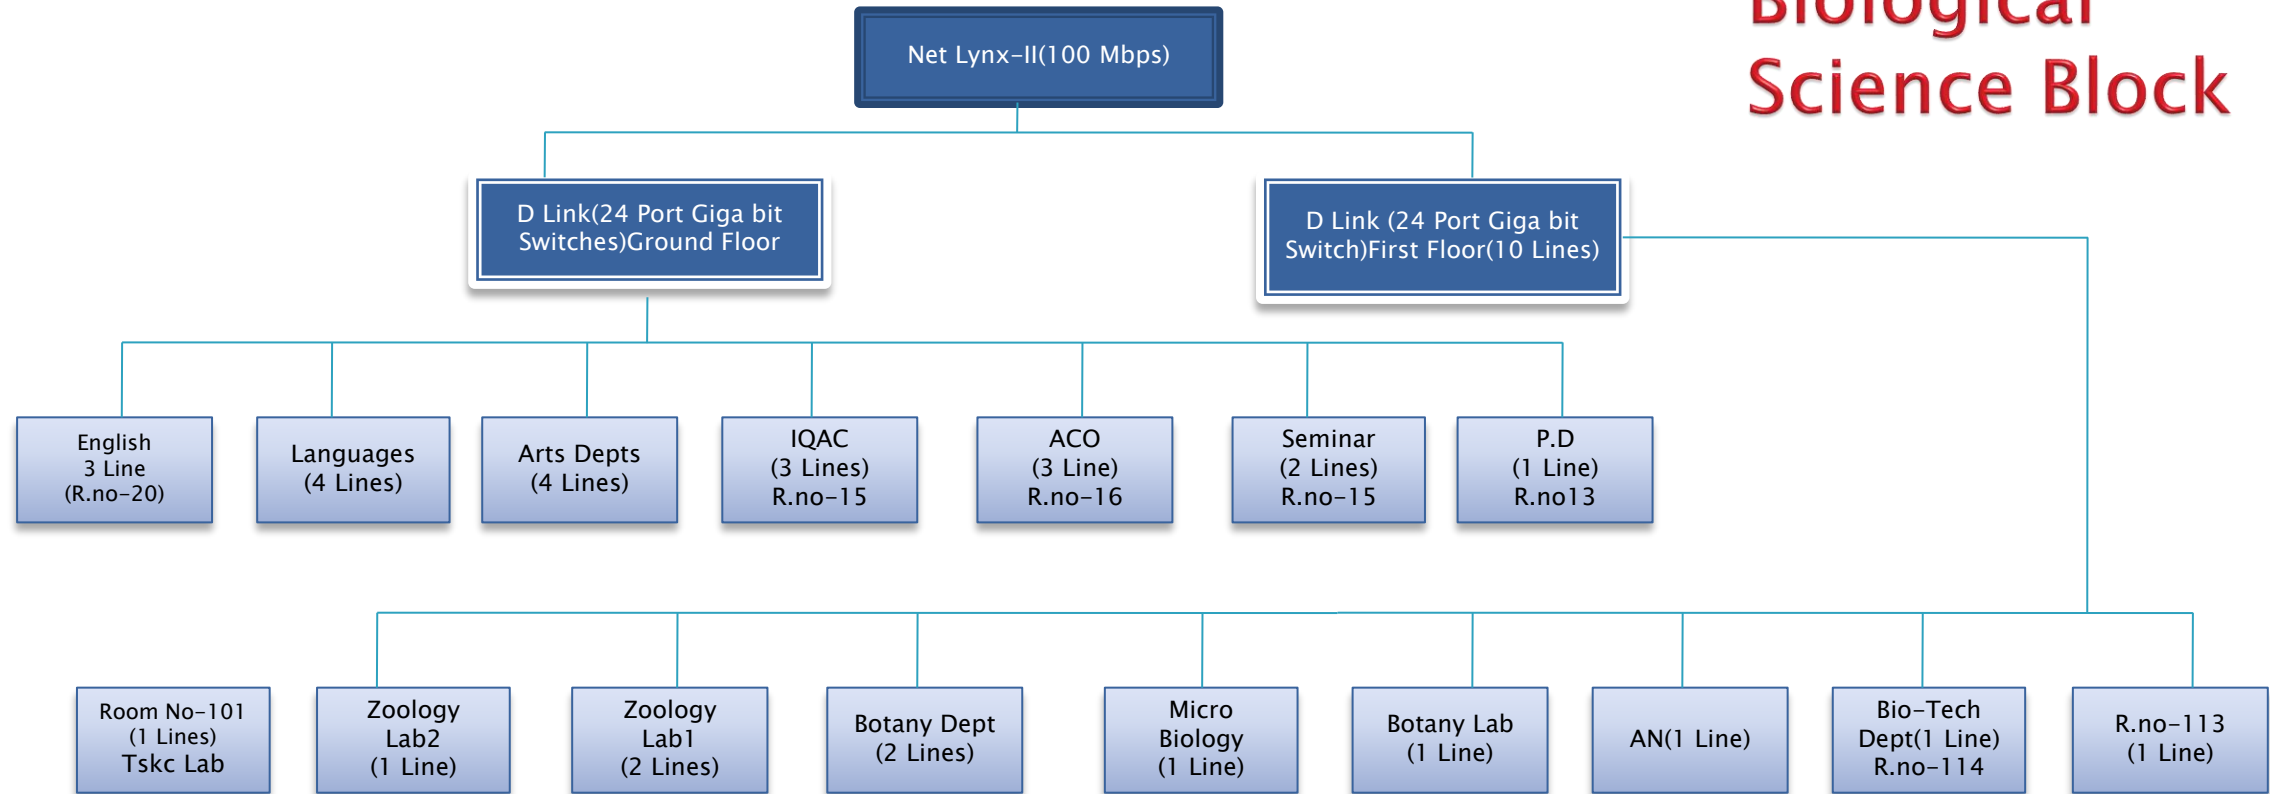 Biological
Science Block
Net Lynx-II(100 Mbps)
D Link(24 Port Giga bit
Switches)Ground Floor
D Link (24 Port Giga bit
Switch)First Floor(10 Lines)
English
3 Line
(R.no-20)
Languages
(4 Lines)
Arts Depts
(4 Lines)
IQAC
(3 Lines)
R.no-15
ACO
(3 Line)
R.no-16
Seminar
(2 Lines)
R.no-15
P.D
(1 Line)
R.no13
Room No-101
(1 Lines)
Tskc Lab
Zoology
Lab2
(1 Line)
Zoology
Lab1
(2 Lines)
Botany Dept
(2 Lines)
Micro
Biology
(1 Line)
Botany Lab
(1 Line)
AN(1 Line)
Bio-Tech
Dept(1 Line)
R.no-114
R.no-113
(1 Line)